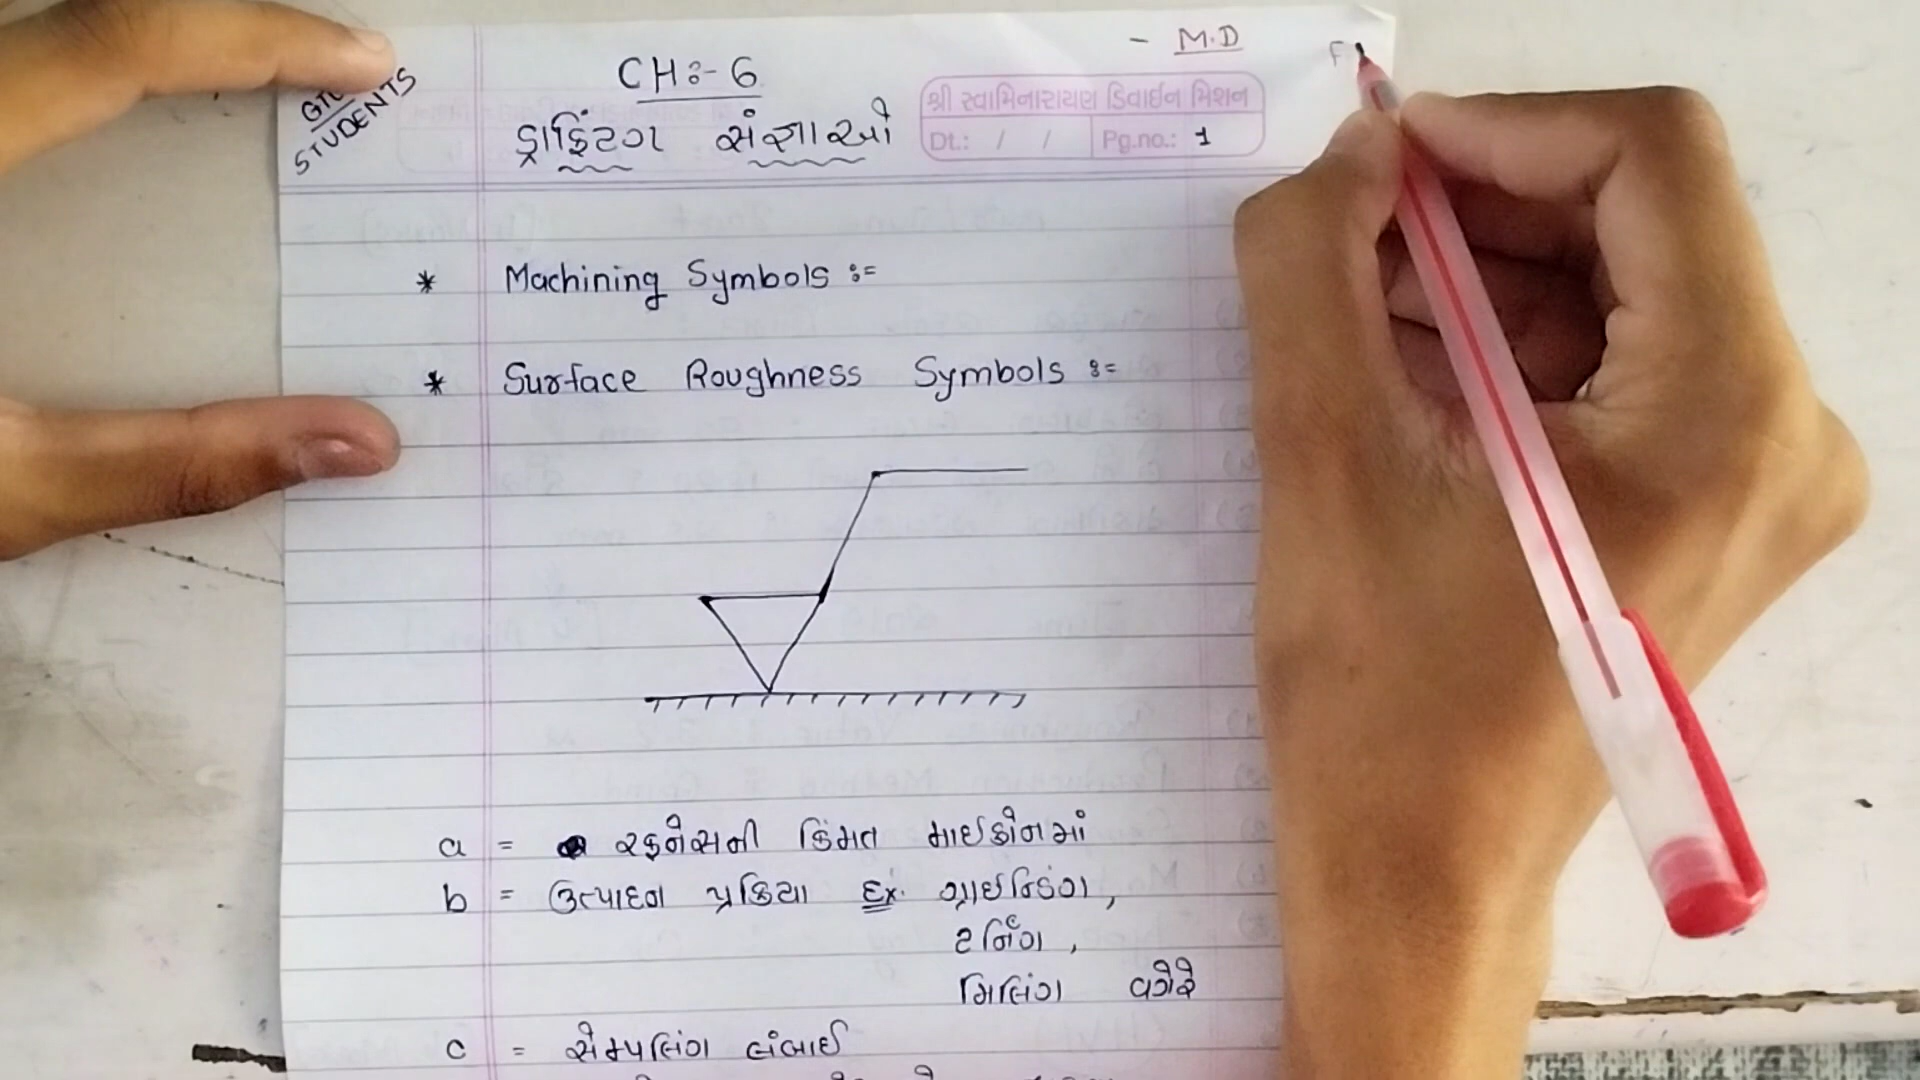 - M.D
CH:- 6
GTU STUDENTS
ડ્રાફ્ટિંગ સંજ્ઞાઓ
શ્રી સ્વામિનારાયણ ડિવાઈન મિશન
Dt.: / / Pg.no.: 1
* Machining Symbols :=
* Surface Roughness Symbols :=
a = રફનેસની કિંમત માઈક્રોનમાં
b = ઉત્પાદન પ્રક્રિયા Ex. ગ્રાઈન્ડિંગ,
ટર્નિંગ,
મિલિંગ વગેરે
c = સેમ્પલિંગ લંબાઈ